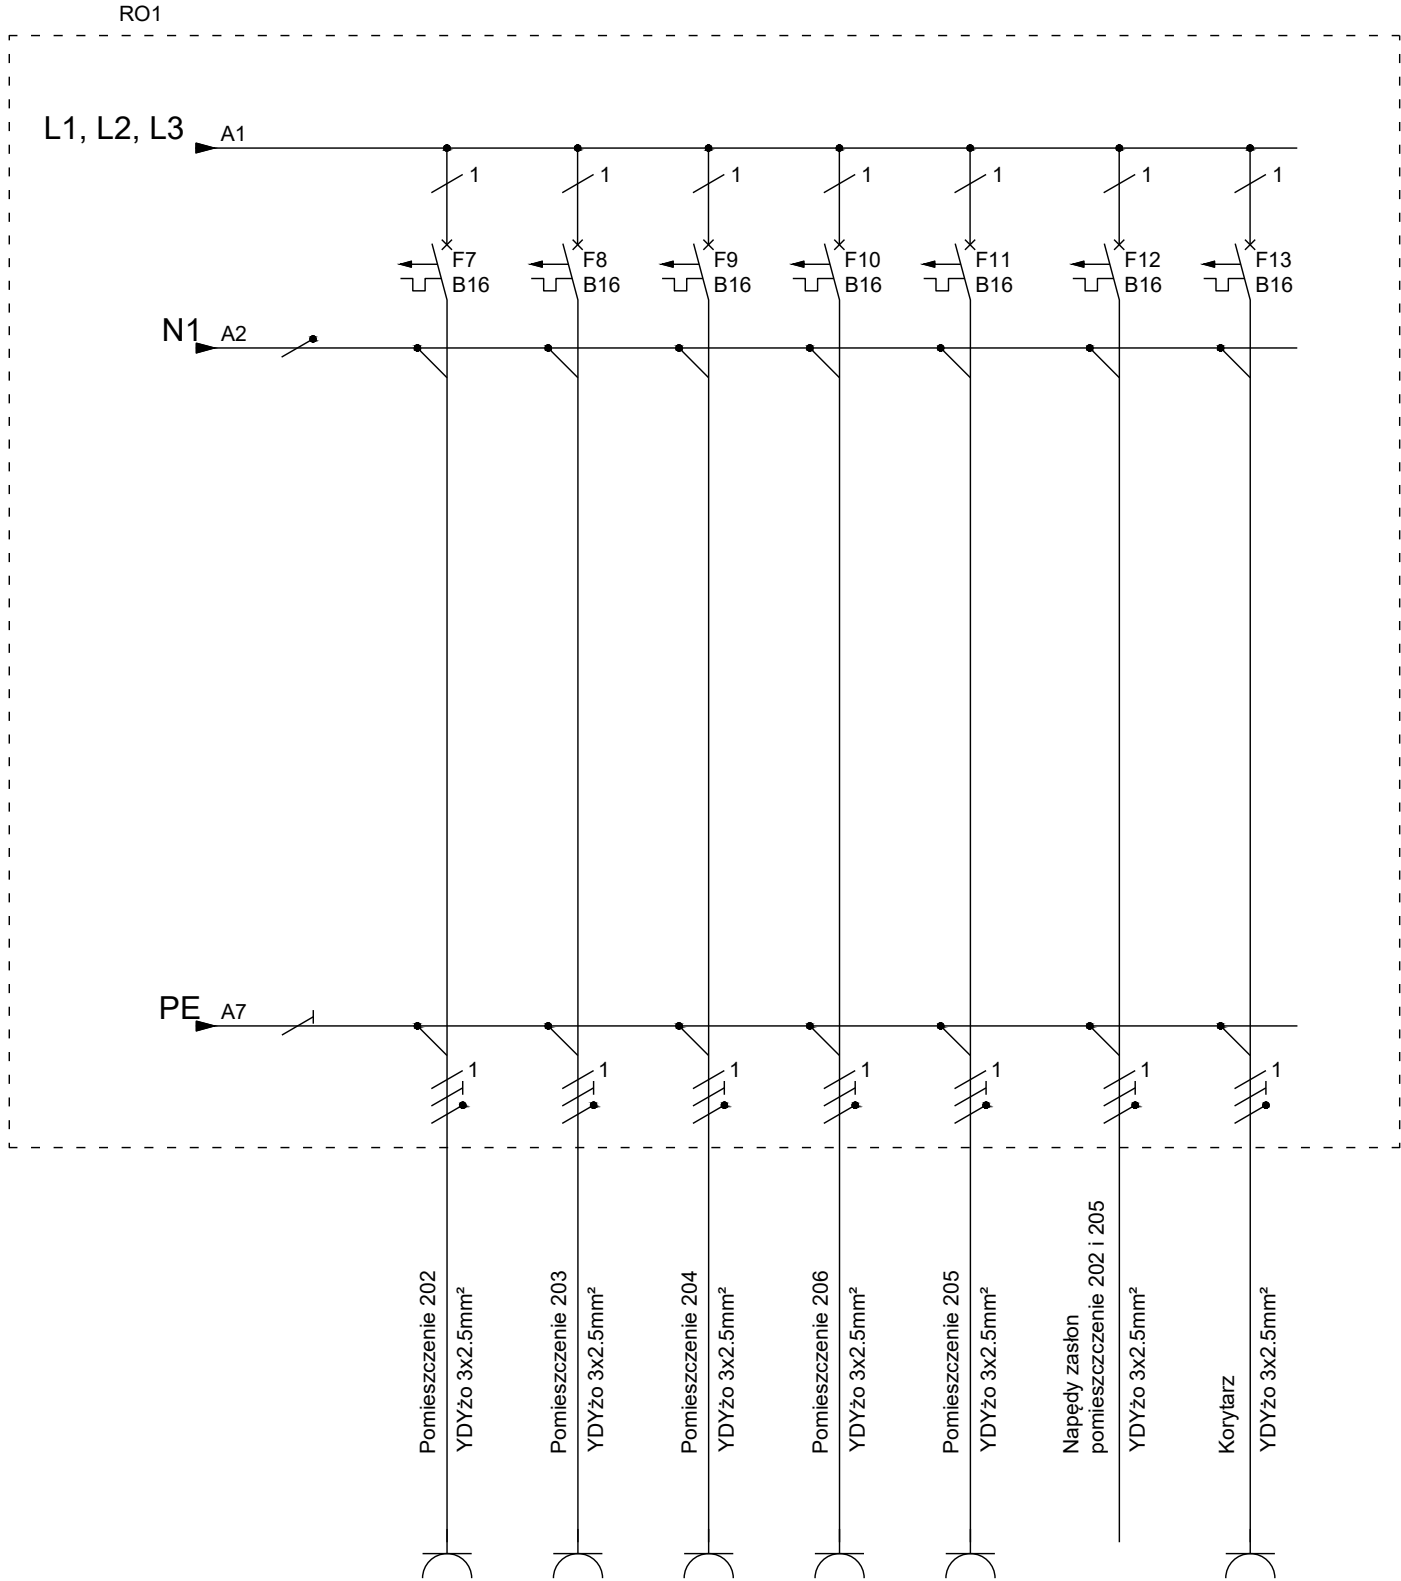 RO1
L1, L2, L3
A1
1
1
1
1
1
1
1
F7
B16
F8
B16
F9
B16
F10
B16
F11
B16
F12
B16
F13
B16
N1
A2
PE
A7
1
1
1
1
1
1
1
Pomieszczenie 202
YDYżo 3x2.5mm²
Pomieszczenie 203
YDYżo 3x2.5mm²
Pomieszczenie 204
YDYżo 3x2.5mm²
Pomieszczenie 206
YDYżo 3x2.5mm²
Pomieszczenie 205
YDYżo 3x2.5mm²
Napędy zasłon
pomieszczczenie 202 i 205
YDYżo 3x2.5mm²
Korytarz
YDYżo 3x2.5mm²